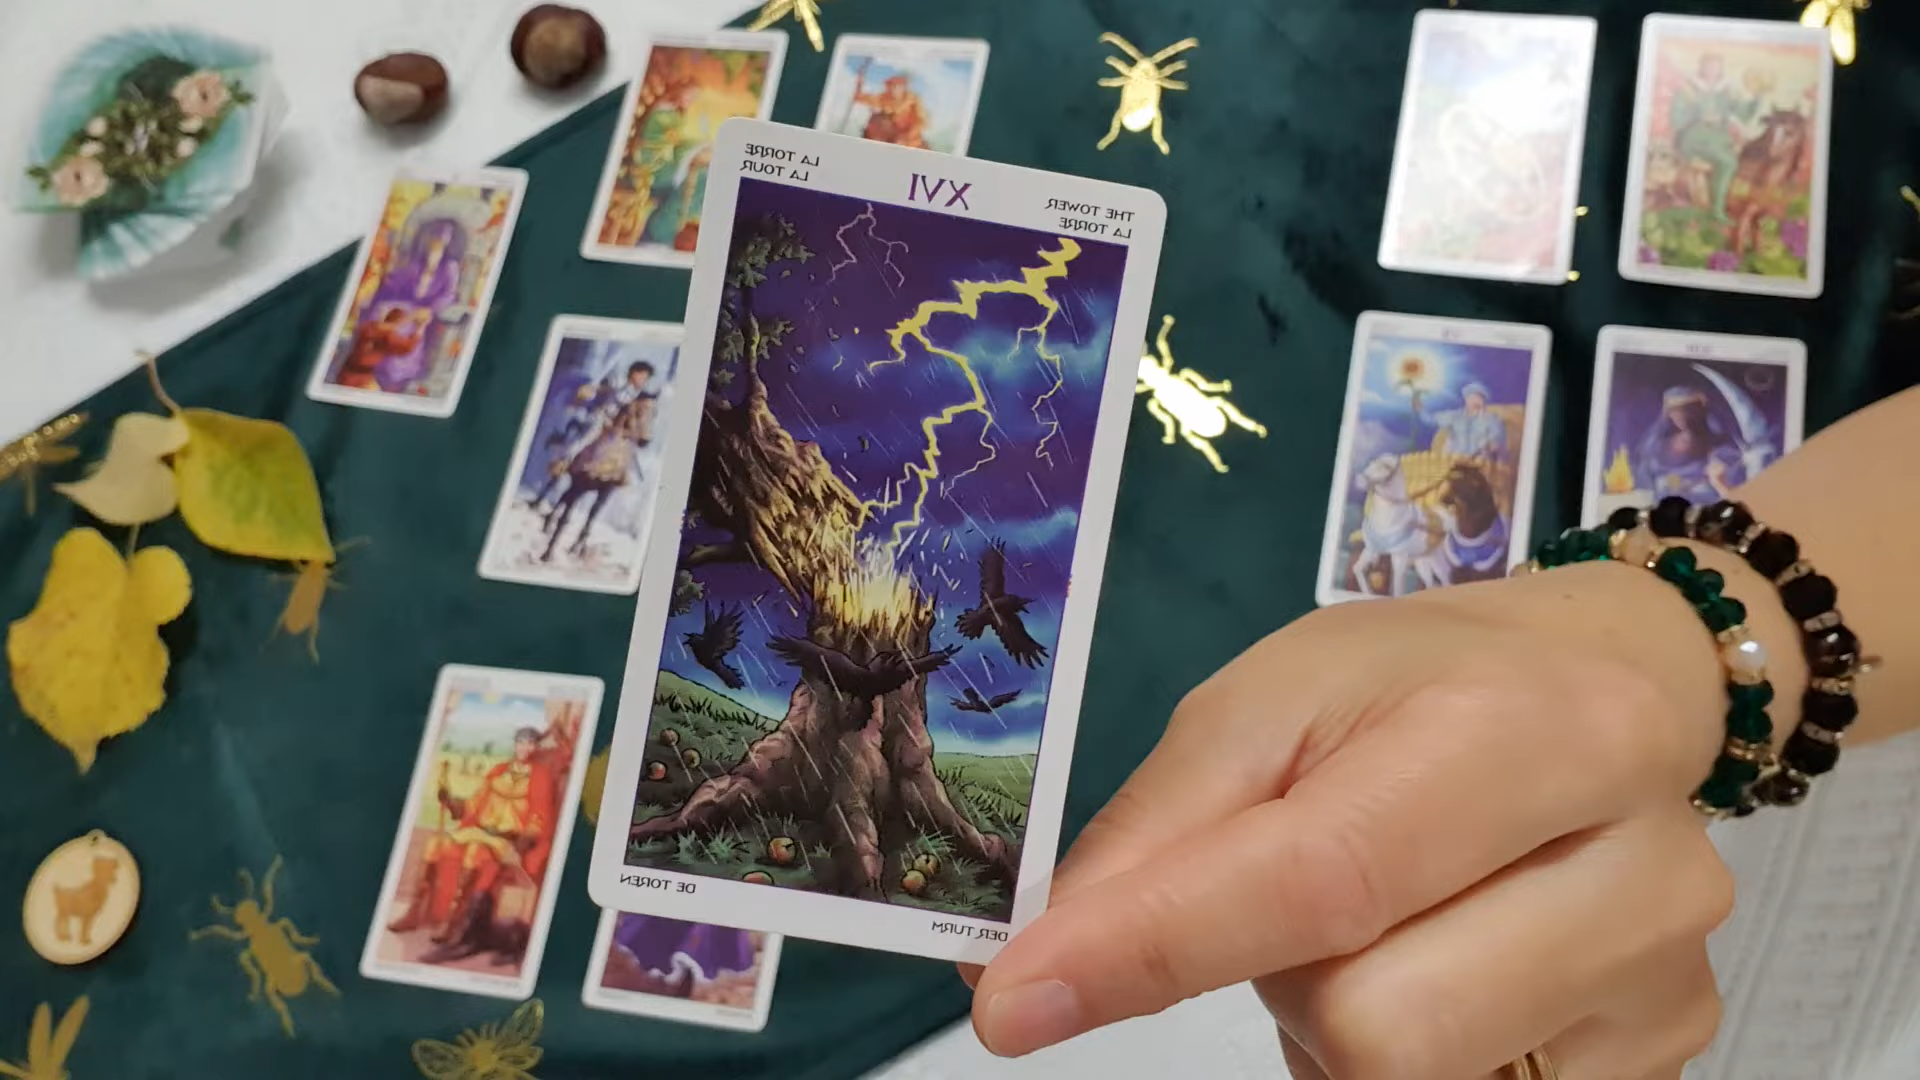 LA TORRE
LA TOUR
XVI
THE TOWER
LA TORRE
DE TOREN
DER TURM